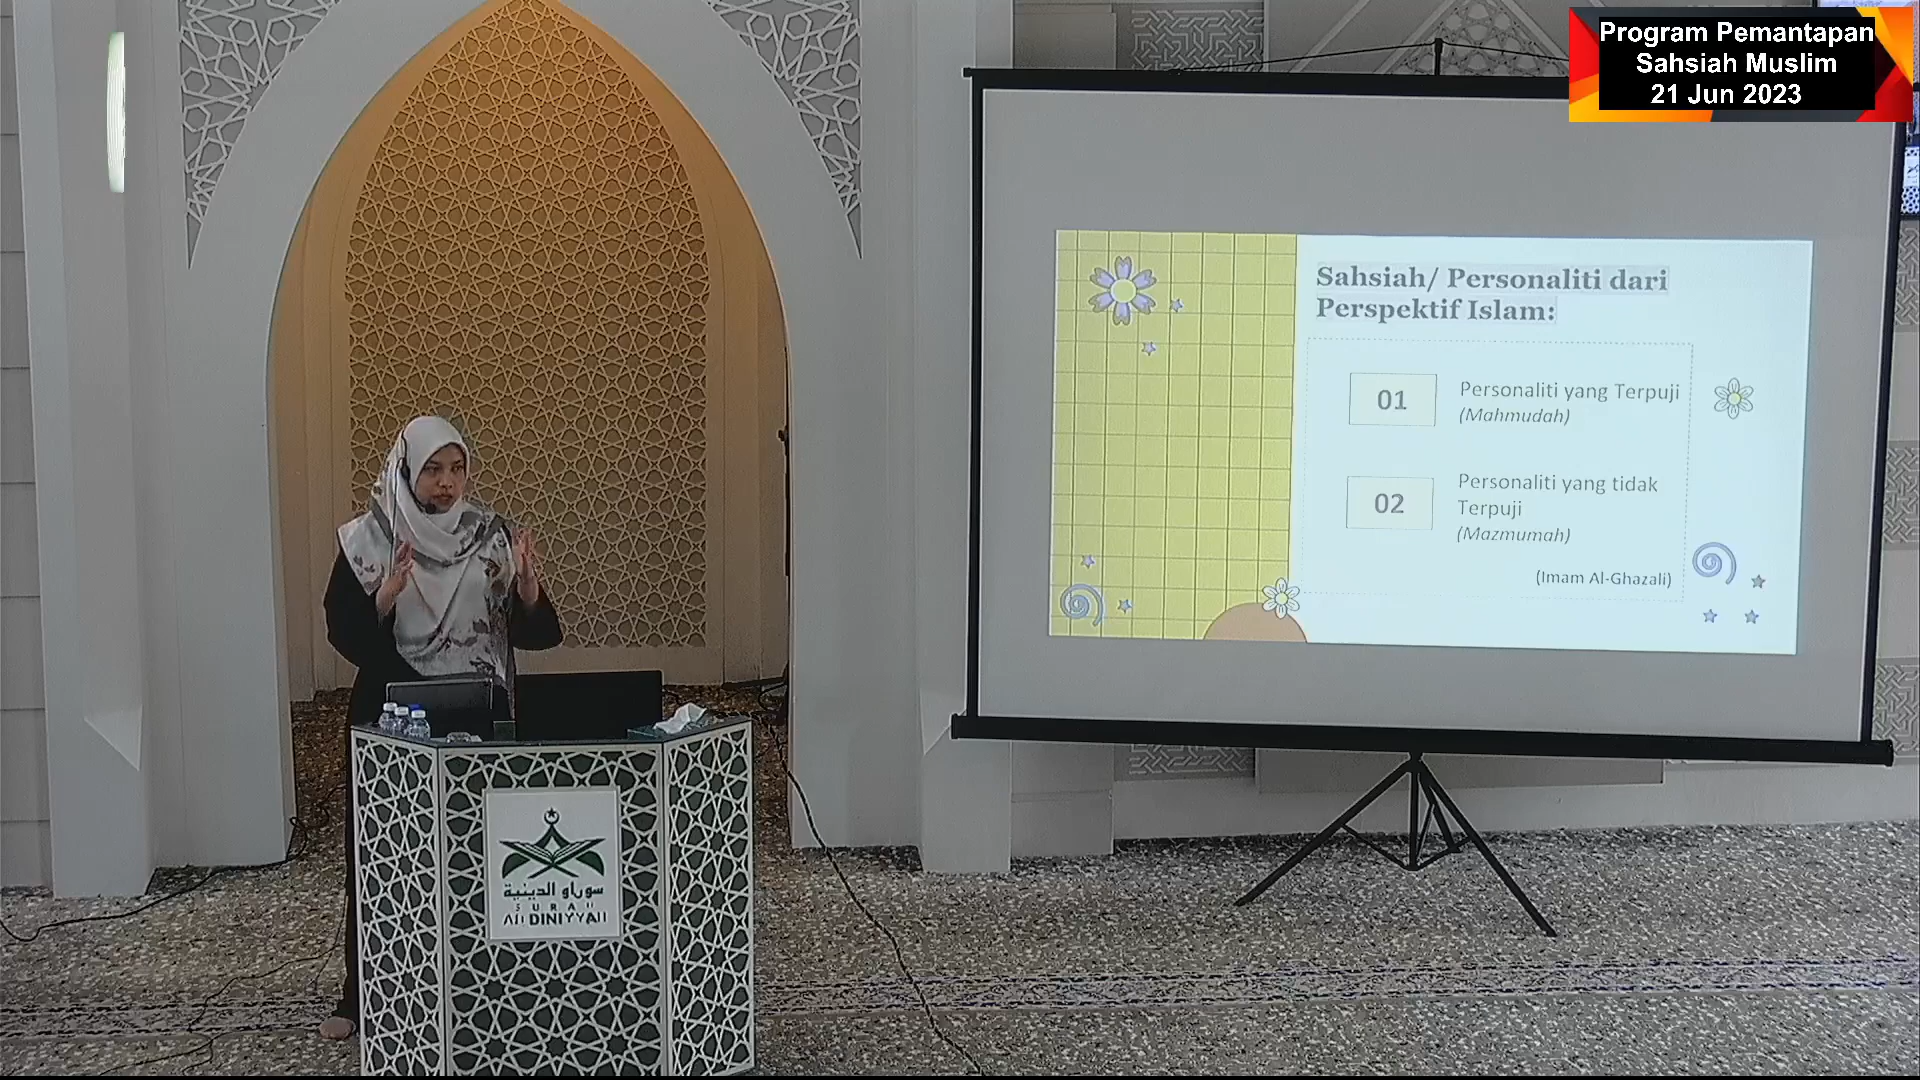 Program Pemantapan
Sahsiah Muslim
21 Jun 2023
Sahsiah/ Personaliti dari
Perspektif Islam:
01
Personaliti yang Terpuji
(Mahmudah)
02
Personaliti yang tidak
Terpuji
(Mazmumah)
(Imam Al-Ghazali)
سوراو الدينية
SURAU
DINIYYAH